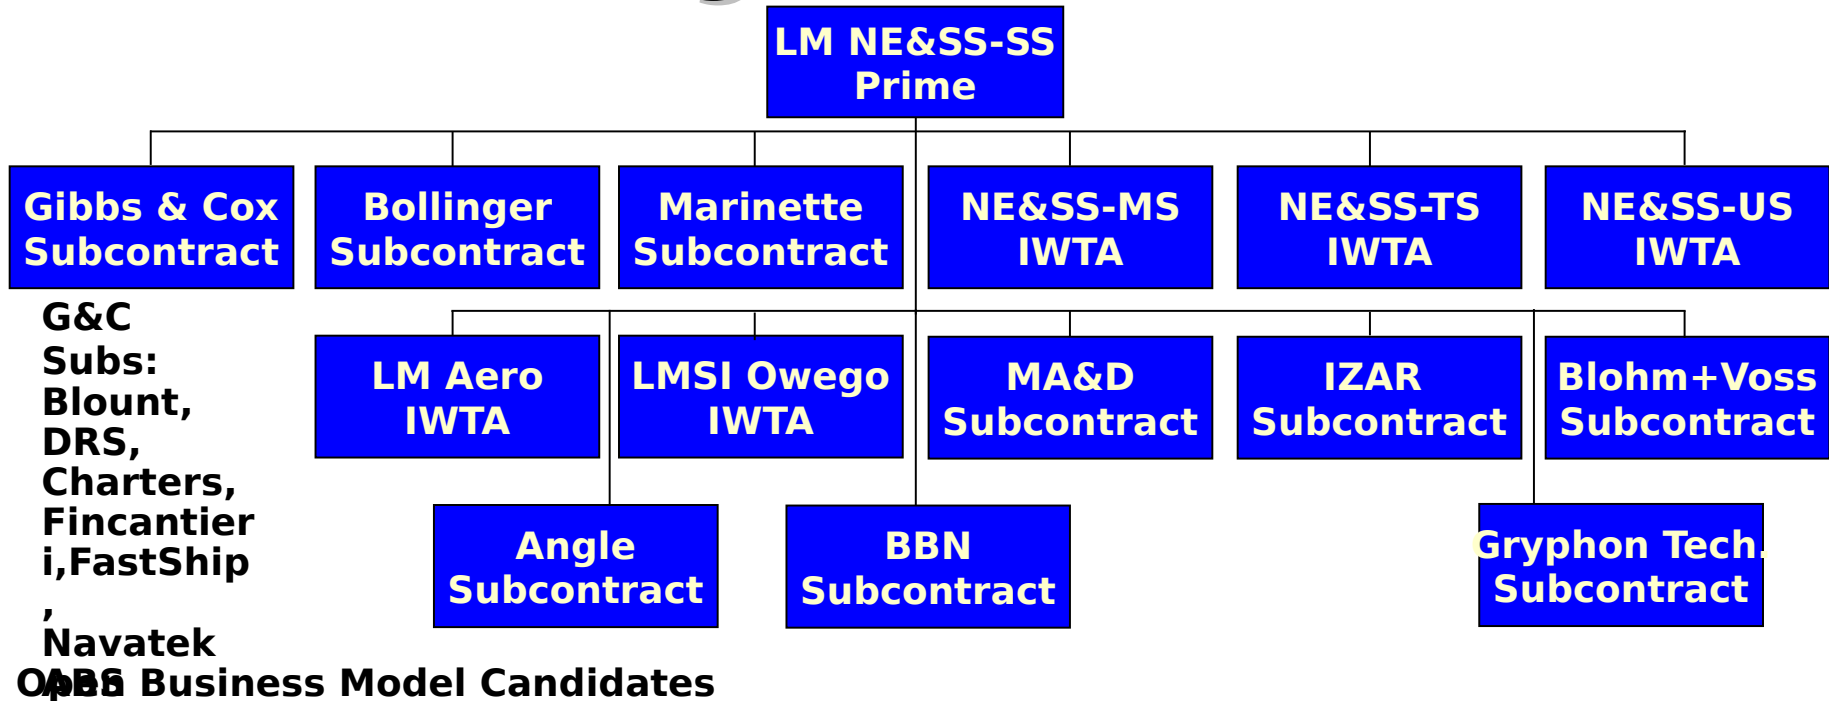 LM NE&SS-SS
Prime
Gibbs & Cox
Subcontract
Bollinger
Subcontract
Marinette
Subcontract
NE&SS-MS
IWTA
NE&SS-TS
IWTA
NE&SS-US
IWTA
G&C
Subs:
Blount,
DRS,
Charters,
Fincantier
i,FastShip
,
Navatek
ABS
LM Aero
IWTA
LMSI Owego
IWTA
MA&D
Subcontract
IZAR
Subcontract
Blohm+Voss
Subcontract
Angle
Subcontract
BBN
Subcontract
Gryphon Tech.
Subcontract
Open Business Model Candidates